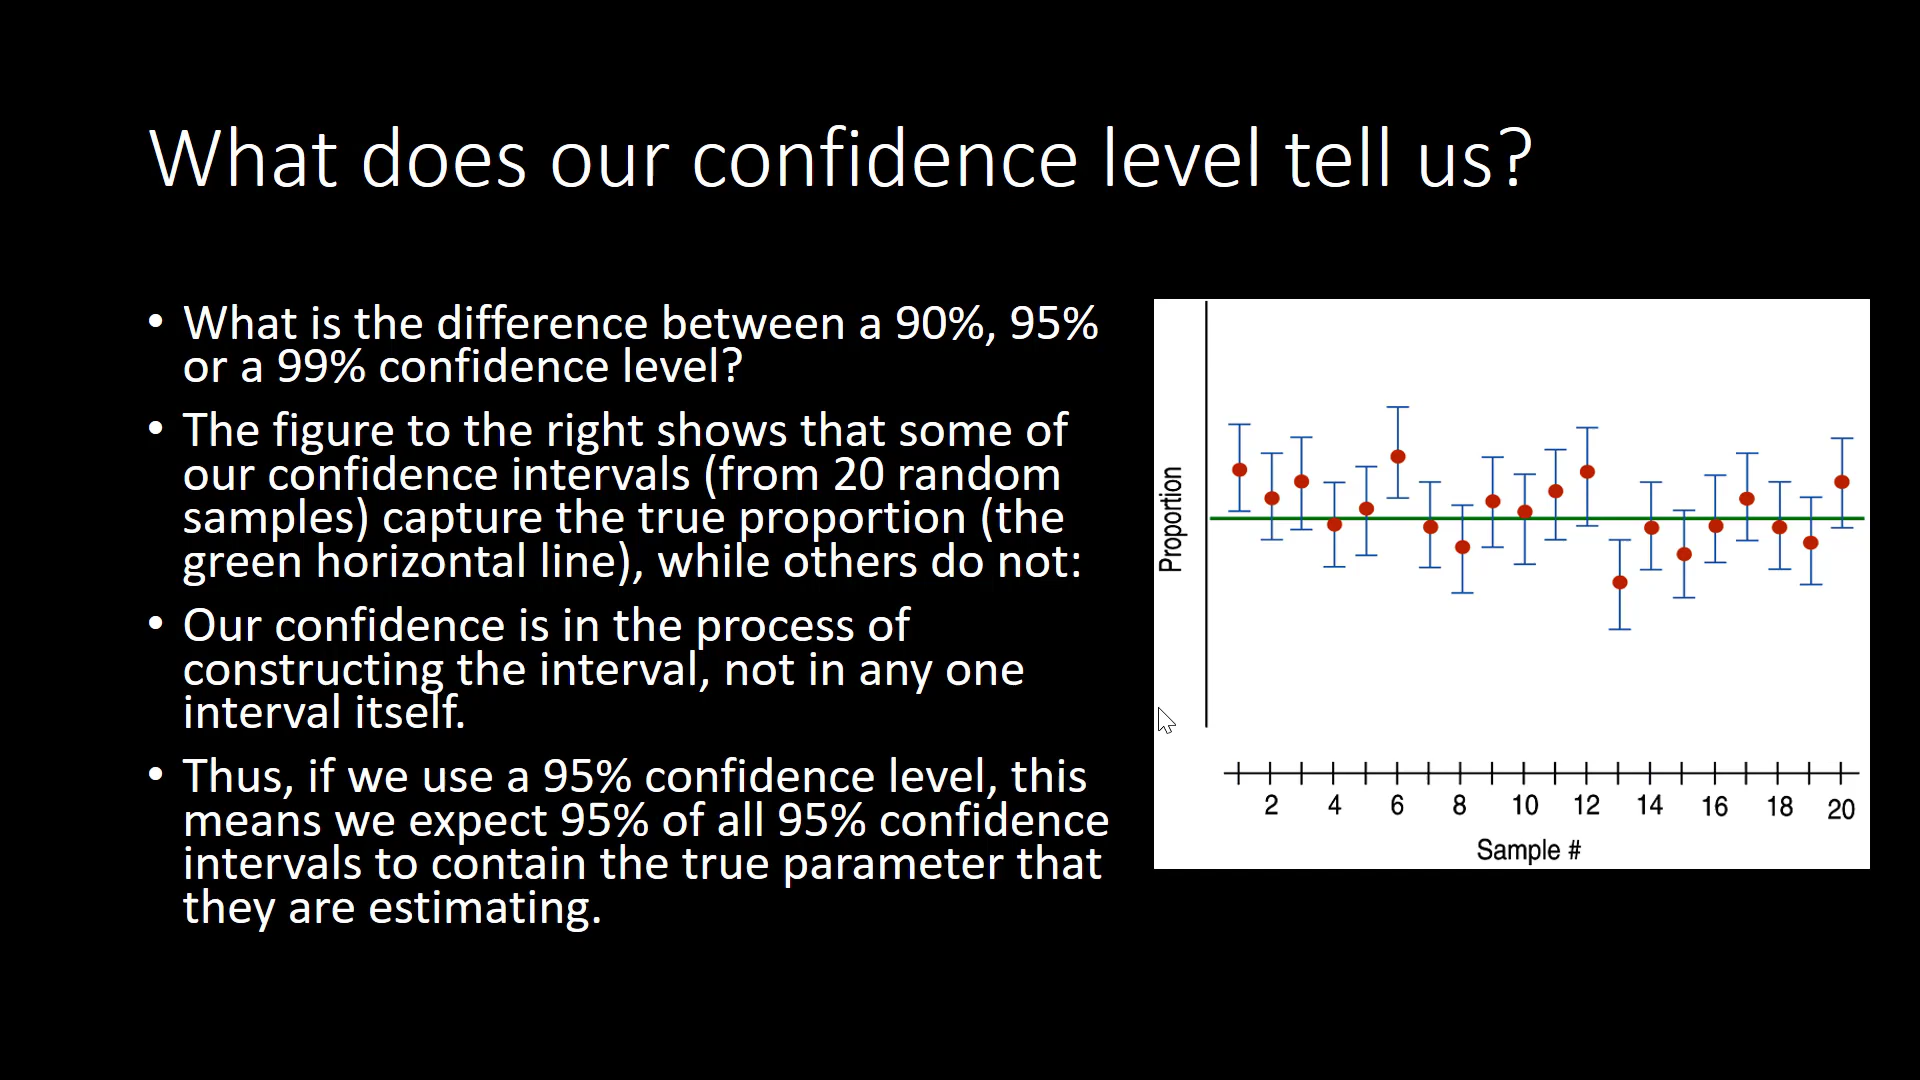 What does our confidence level tell us?
• What is the difference between a 90%, 95%
or a 99% confidence level?
• The figure to the right shows that some of
our confidence intervals (from 20 random
samples) capture the true proportion (the
green horizontal line), while others do not:
• Our confidence is in the process of
constructing the interval, not in any one
interval itself.
• Thus, if we use a 95% confidence level, this
means we expect 95% of all 95% confidence
intervals to contain the true parameter that
they are estimating.
Proportion
2 4 6 8 10 12 14 16 18 20
Sample #